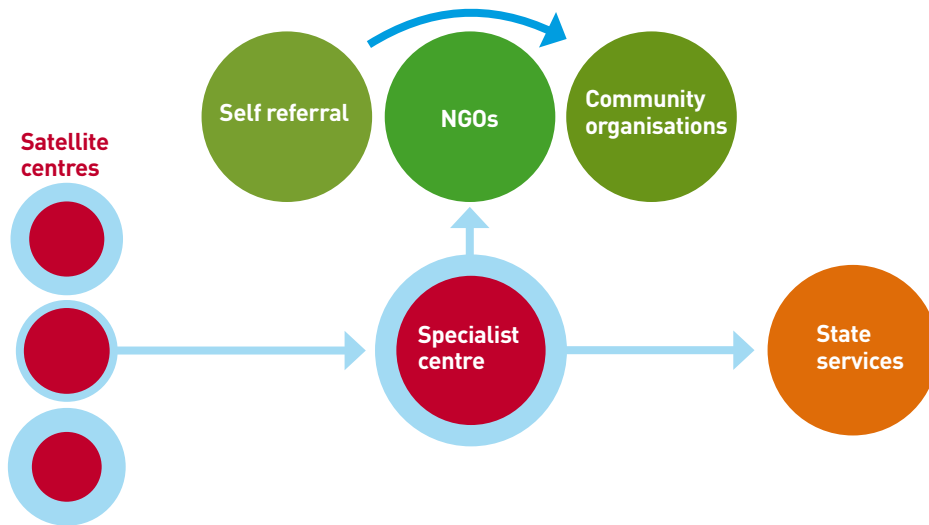 Self referral
NGOs
Community
organisations
Satellite
centres
Specialist
centre
State
services